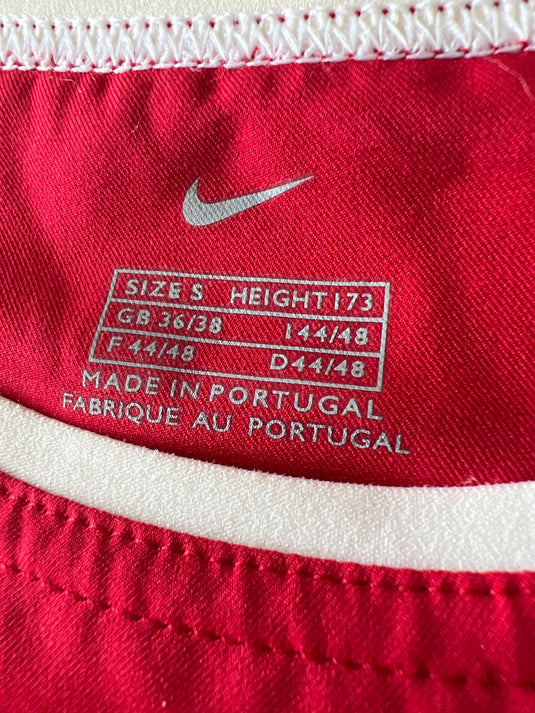 SIZE S HEIGHT 173
GB 36/38 I 44/48
F 44/48 D 44/48
MADE IN PORTUGAL
FABRIQUE AU PORTUGAL